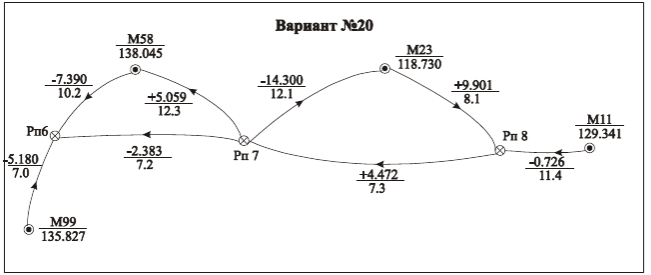 Вариант №20
М58
138.045
М23
118.730
-7.390
10.2
+5.059
12.3
-14.300
12.1
+9.901
8.1
М11
129.341
Рп6
Рп 7
Рп 8
-2.383
7.2
-5.180
7.0
+4.472
7.3
-0.726
11.4
М99
135.827